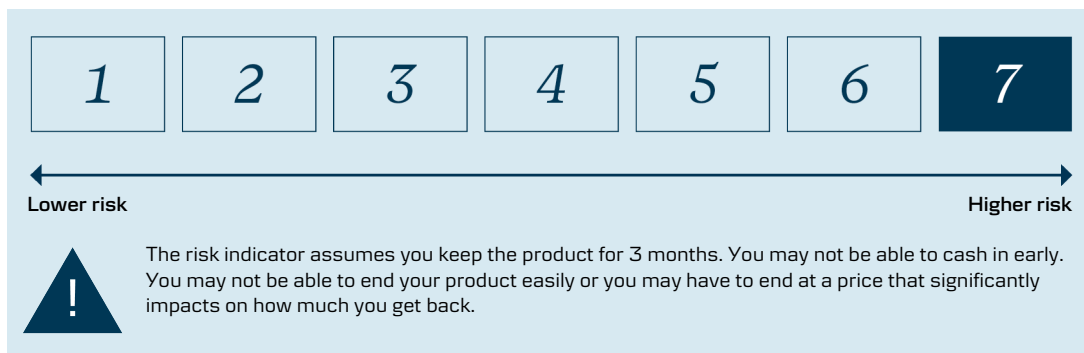 1 2 3 4 5 6 7
Lower risk Higher risk
!
The risk indicator assumes you keep the product for 3 months. You may not be able to cash in early.
You may not be able to end your product easily or you may have to end at a price that significantly
impacts on how much you get back.